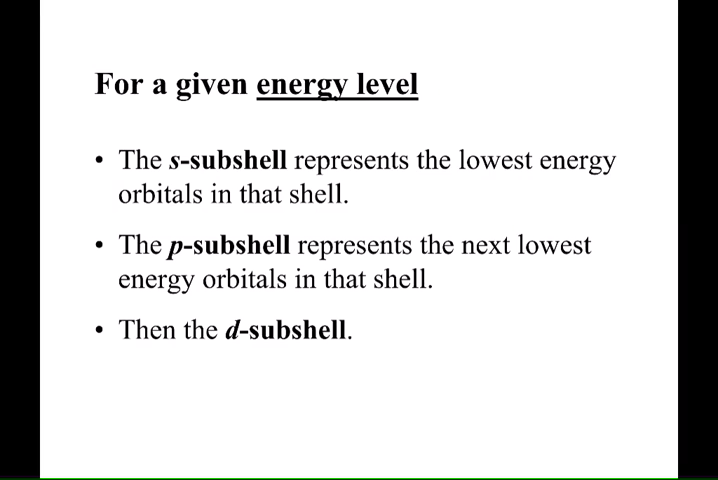 For a given energy level
• The s-subshell represents the lowest energy
orbitals in that shell.
• The p-subshell represents the next lowest
energy orbitals in that shell.
• Then the d-subshell.